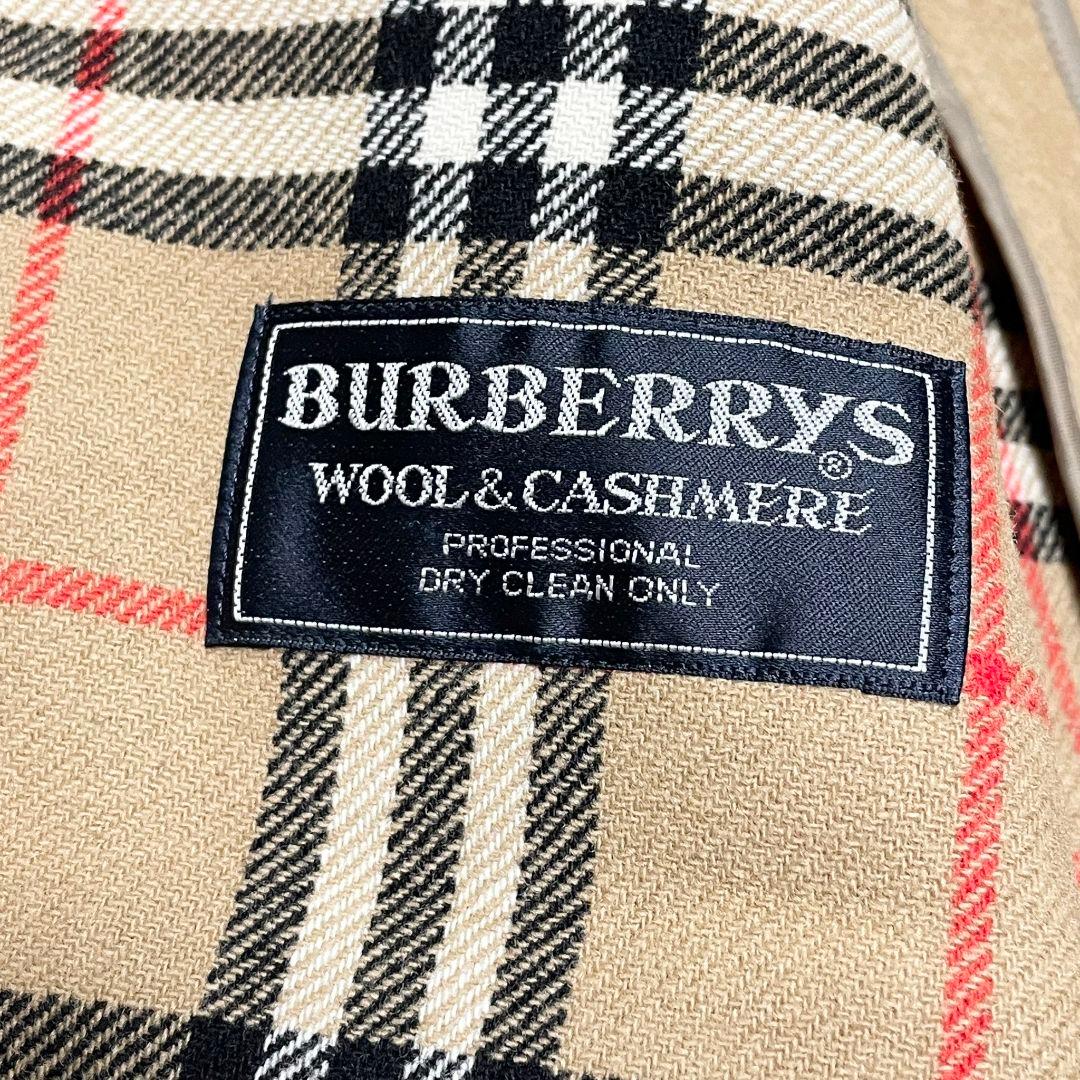 BURBERRYS®
WOOL & CASHMERE
PROFESSIONAL
DRY CLEAN ONLY